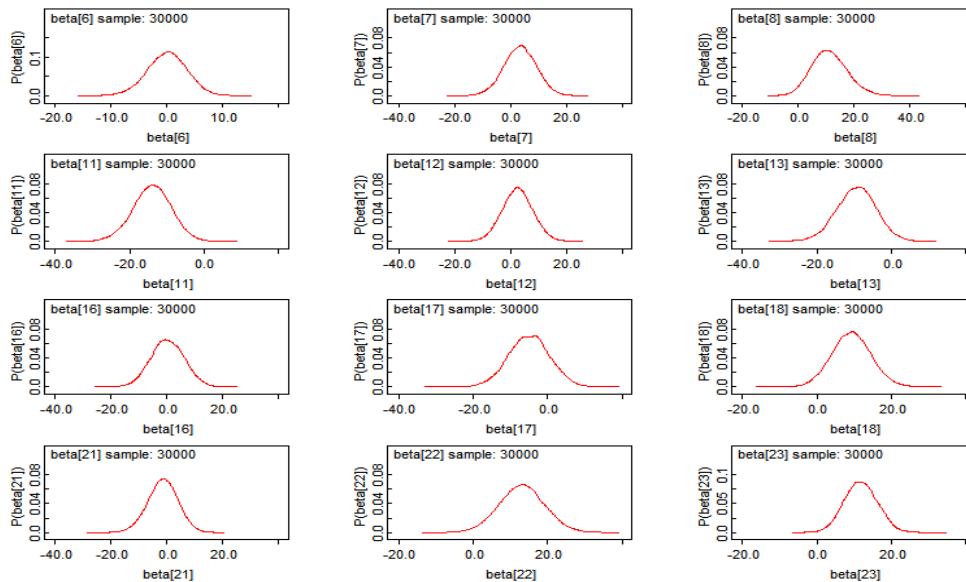 beta[6] sample: 30000
P(beta[6])
0.1
0.0
-20.0 -10.0 0.0 10.0
beta[6]
beta[7] sample: 30000
P(beta[7])
0.08
0.04
0.0
-40.0 -20.0 0.0 20.0
beta[7]
beta[8] sample: 30000
P(beta[8])
0.08
0.04
0.0
-20.0 0.0 20.0 40.0
beta[8]
beta[11] sample: 30000
P(beta[11])
0.08
0.04
0.0
-40.0 -20.0 0.0
beta[11]
beta[12] sample: 30000
P(beta[12])
0.08
0.04
0.0
-40.0 -20.0 0.0 20.0
beta[12]
beta[13] sample: 30000
P(beta[13])
0.08
0.04
0.0
-40.0 -20.0 0.0
beta[13]
beta[16] sample: 30000
P(beta[16])
0.08
0.04
0.0
-40.0 -20.0 0.0 20.0
beta[16]
beta[17] sample: 30000
P(beta[17])
0.08
0.04
0.0
-40.0 -20.0 0.0
beta[17]
beta[18] sample: 30000
P(beta[18])
0.08
0.04
0.0
-20.0 0.0 20.0
beta[18]
beta[21] sample: 30000
P(beta[21])
0.08
0.04
0.0
-40.0 -20.0 0.0 20.0
beta[21]
beta[22] sample: 30000
P(beta[22])
0.08
0.04
0.0
-20.0 0.0 20.0
beta[22]
beta[23] sample: 30000
P(beta[23])
0.1
0.05
0.0
-20.0 0.0 20.0
beta[23]